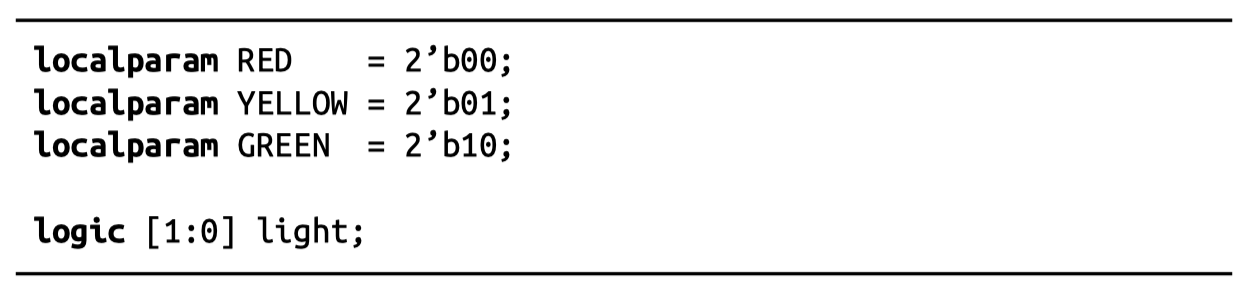 localparam RED    = 2’b00;
localparam YELLOW = 2’b01;
localparam GREEN  = 2’b10;
logic [1:0] light;